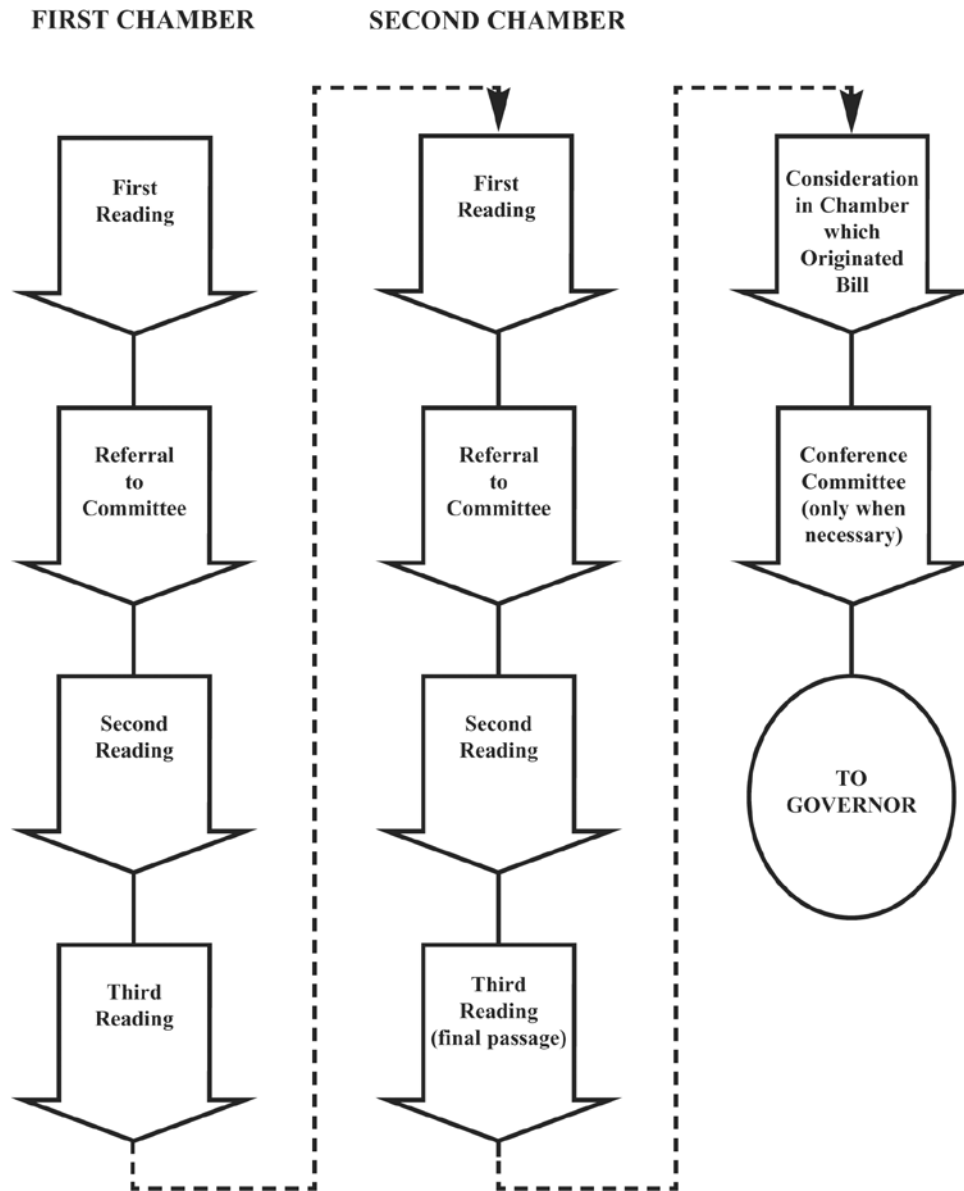 FIRST CHAMBER
First
Reading
Referral
to
Committee
Second
Reading
Third
Reading
SECOND CHAMBER
First
Reading
Referral
to
Committee
Second
Reading
Third
Reading
(final passage)
Consideration
in Chamber
which
Originated
Bill
Conference
Committee
(only when
necessary)
TO
GOVERNOR